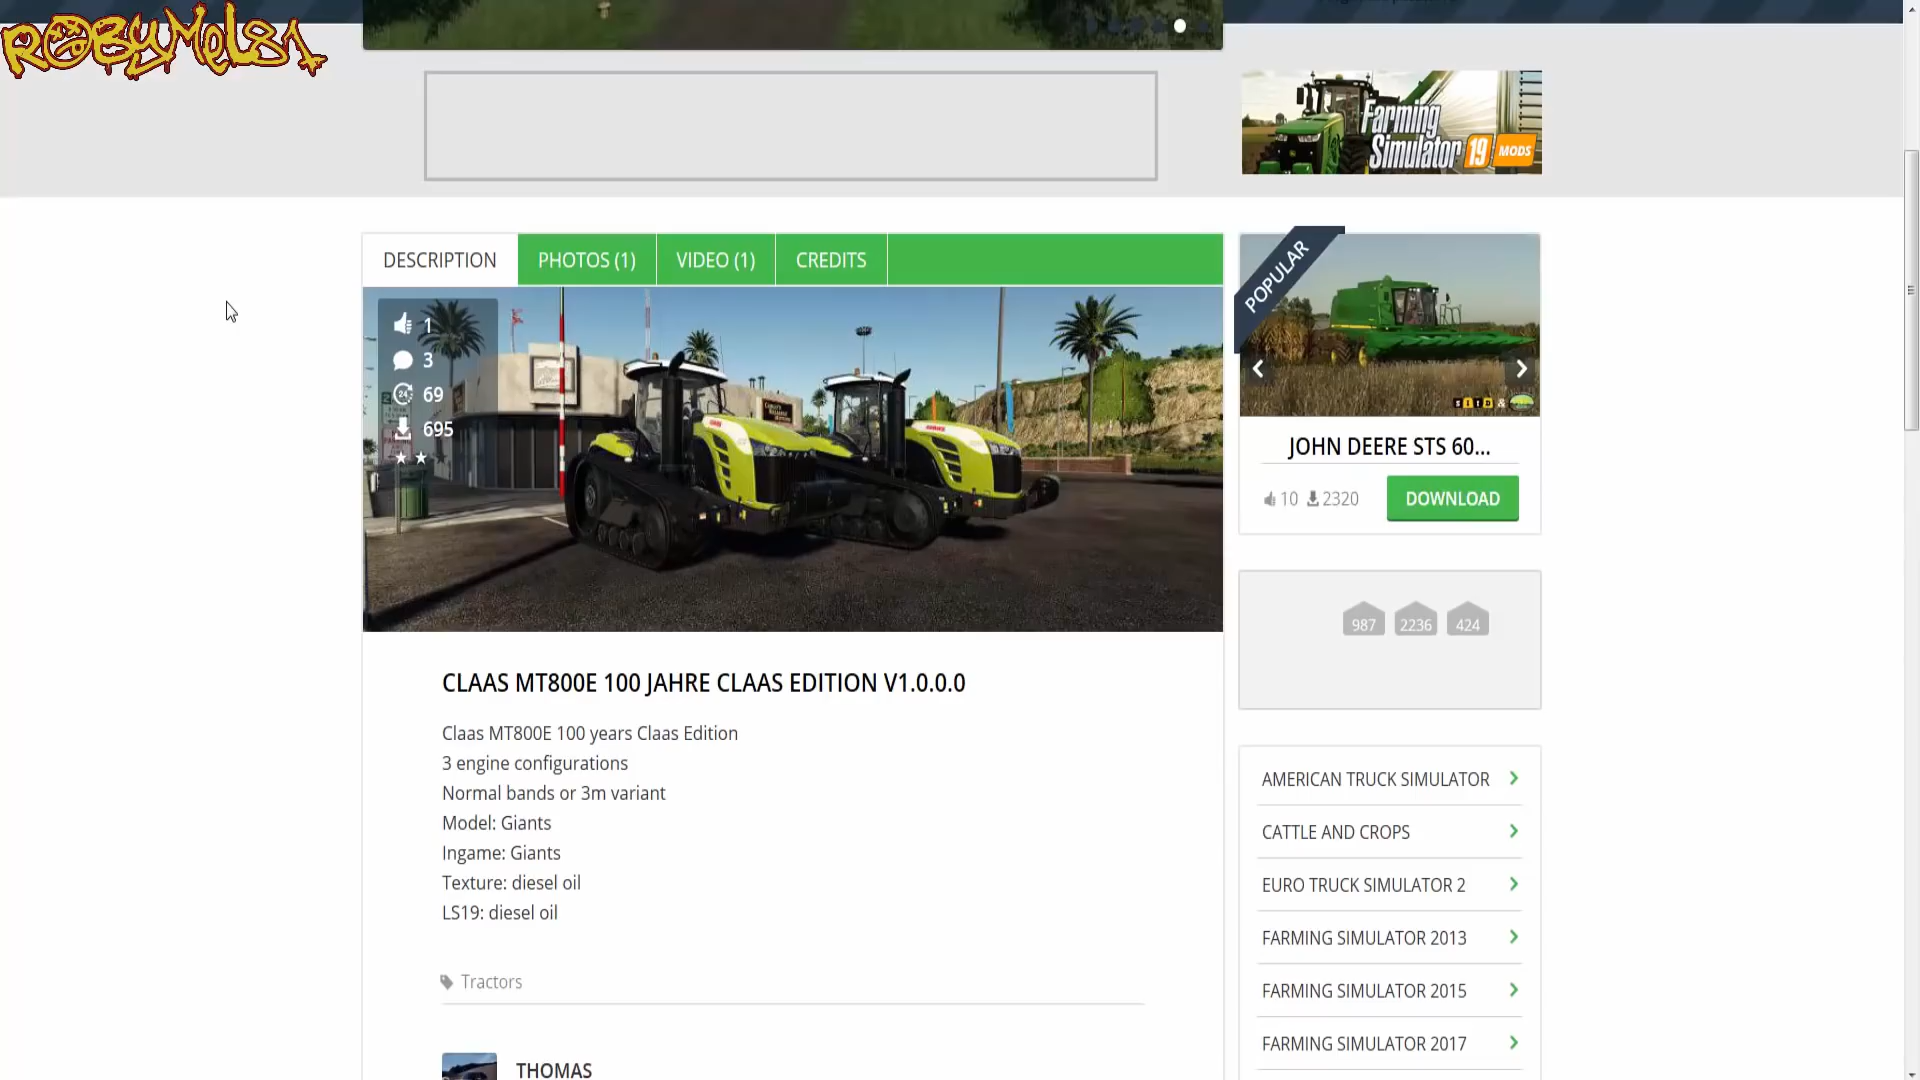 RobyMel81
Farming
Simulator 19 MODS
DESCRIPTION PHOTOS (1) VIDEO (1) CREDITS
POPULAR
1
3
24 69
695
JOHN DEERE STS 60...
10 2320 DOWNLOAD
987 2236 424
CLAAS MT800E 100 JAHRE CLAAS EDITION V1.0.0.0
Claas MT800E 100 years Claas Edition
3 engine configurations
Normal bands or 3m variant
Model: Giants
Ingame: Giants
Texture: diesel oil
LS19: diesel oil
Tractors
THOMAS
AMERICAN TRUCK SIMULATOR
CATTLE AND CROPS
EURO TRUCK SIMULATOR 2
FARMING SIMULATOR 2013
FARMING SIMULATOR 2015
FARMING SIMULATOR 2017